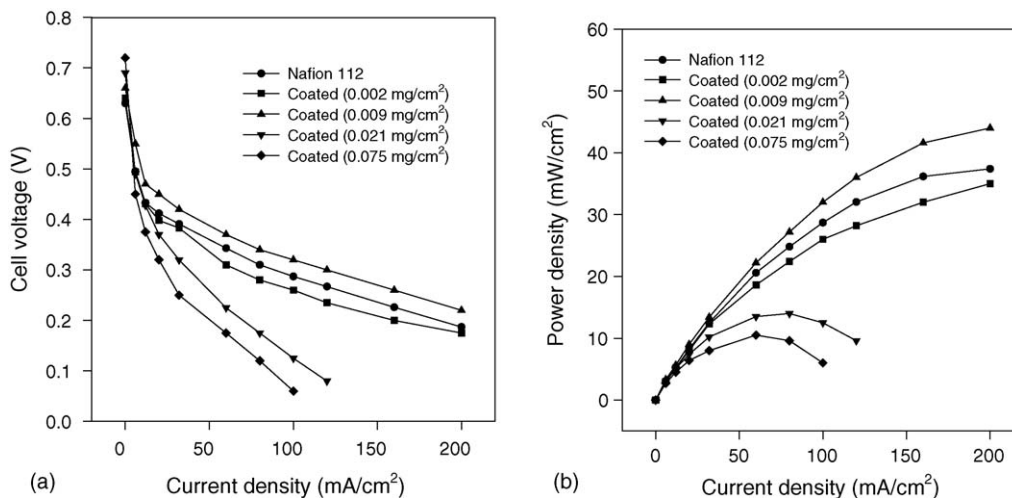 0.8
0.7
0.6
0.5
0.4
0.3
0.2
0.1
0.0
Cell voltage (V)
Nafion 112
Coated (0.002 mg/cm²)
Coated (0.009 mg/cm²)
Coated (0.021 mg/cm²)
Coated (0.075 mg/cm²)
0 50 100 150 200
(a) Current density (mA/cm²)
60
50
40
30
20
10
0
Power density (mW/cm²)
Nafion 112
Coated (0.002 mg/cm²)
Coated (0.009 mg/cm²)
Coated (0.021 mg/cm²)
Coated (0.075 mg/cm²)
0 50 100 150 200
(b) Current density (mA/cm²)